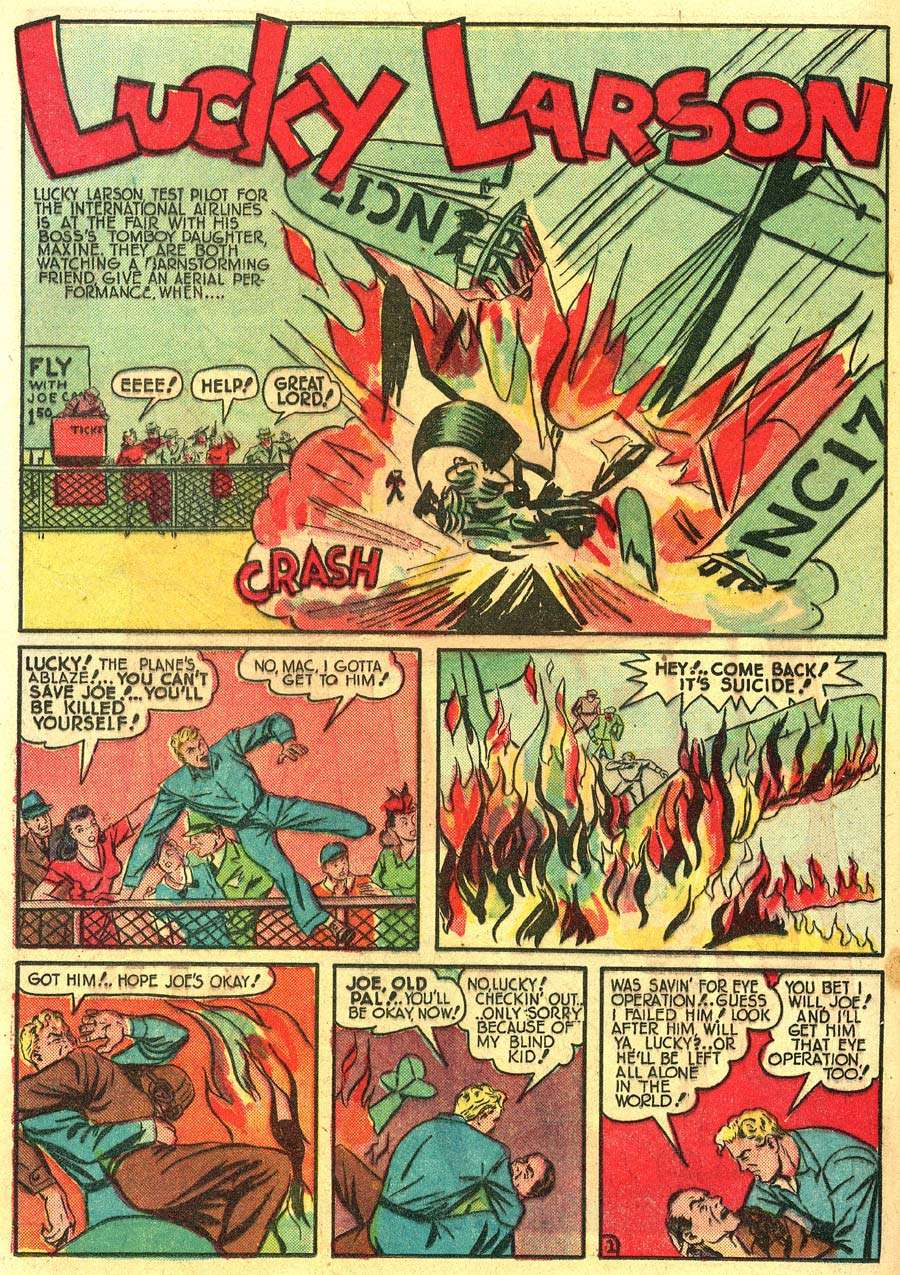 LUCKY LARSON
LUCKY LARSON TEST PILOT FOR
THE INTERNATIONAL AIRLINES
IS AT THE FAIR WITH HIS
BOSS'S TOMBOY DAUGHTER,
MAXINE. THEY ARE BOTH
WATCHING A BARNSTORMING
FRIEND, GIVE AN AERIAL PER-
FORMANCE, WHEN....
NC17
FLY
WITH
JOE C
1.50
TICKE
EEEE!
HELP!
GREAT
LORD!
NC17
CRASH
LUCKY! THE PLANE'S
ABLAZE!... YOU CAN'T
SAVE JOE!...YOU'LL
BE KILLED
YOURSELF!
NO, MAC, I GOTTA
GET TO HIM!
HEY!.. COME BACK!
IT'S SUICIDE!
GOT HIM!.. HOPE JOE'S OKAY!
JOE, OLD
PAL!..YOU'LL
BE OKAY, NOW!
NO, LUCKY!
CHECKIN' OUT..
..ONLY SORRY
BECAUSE OF
MY BLIND
KID!
WAS SAVIN' FOR EYE
OPERATION!..GUESS
I FAILED HIM! LOOK
AFTER HIM, WILL
YA, LUCKY?..OR
HE'LL BE LEFT
ALL ALONE
IN THE
WORLD!
YOU BET I
WILL, JOE!
AND I'LL
GET HIM
THAT EYE
OPERATION,
TOO!!